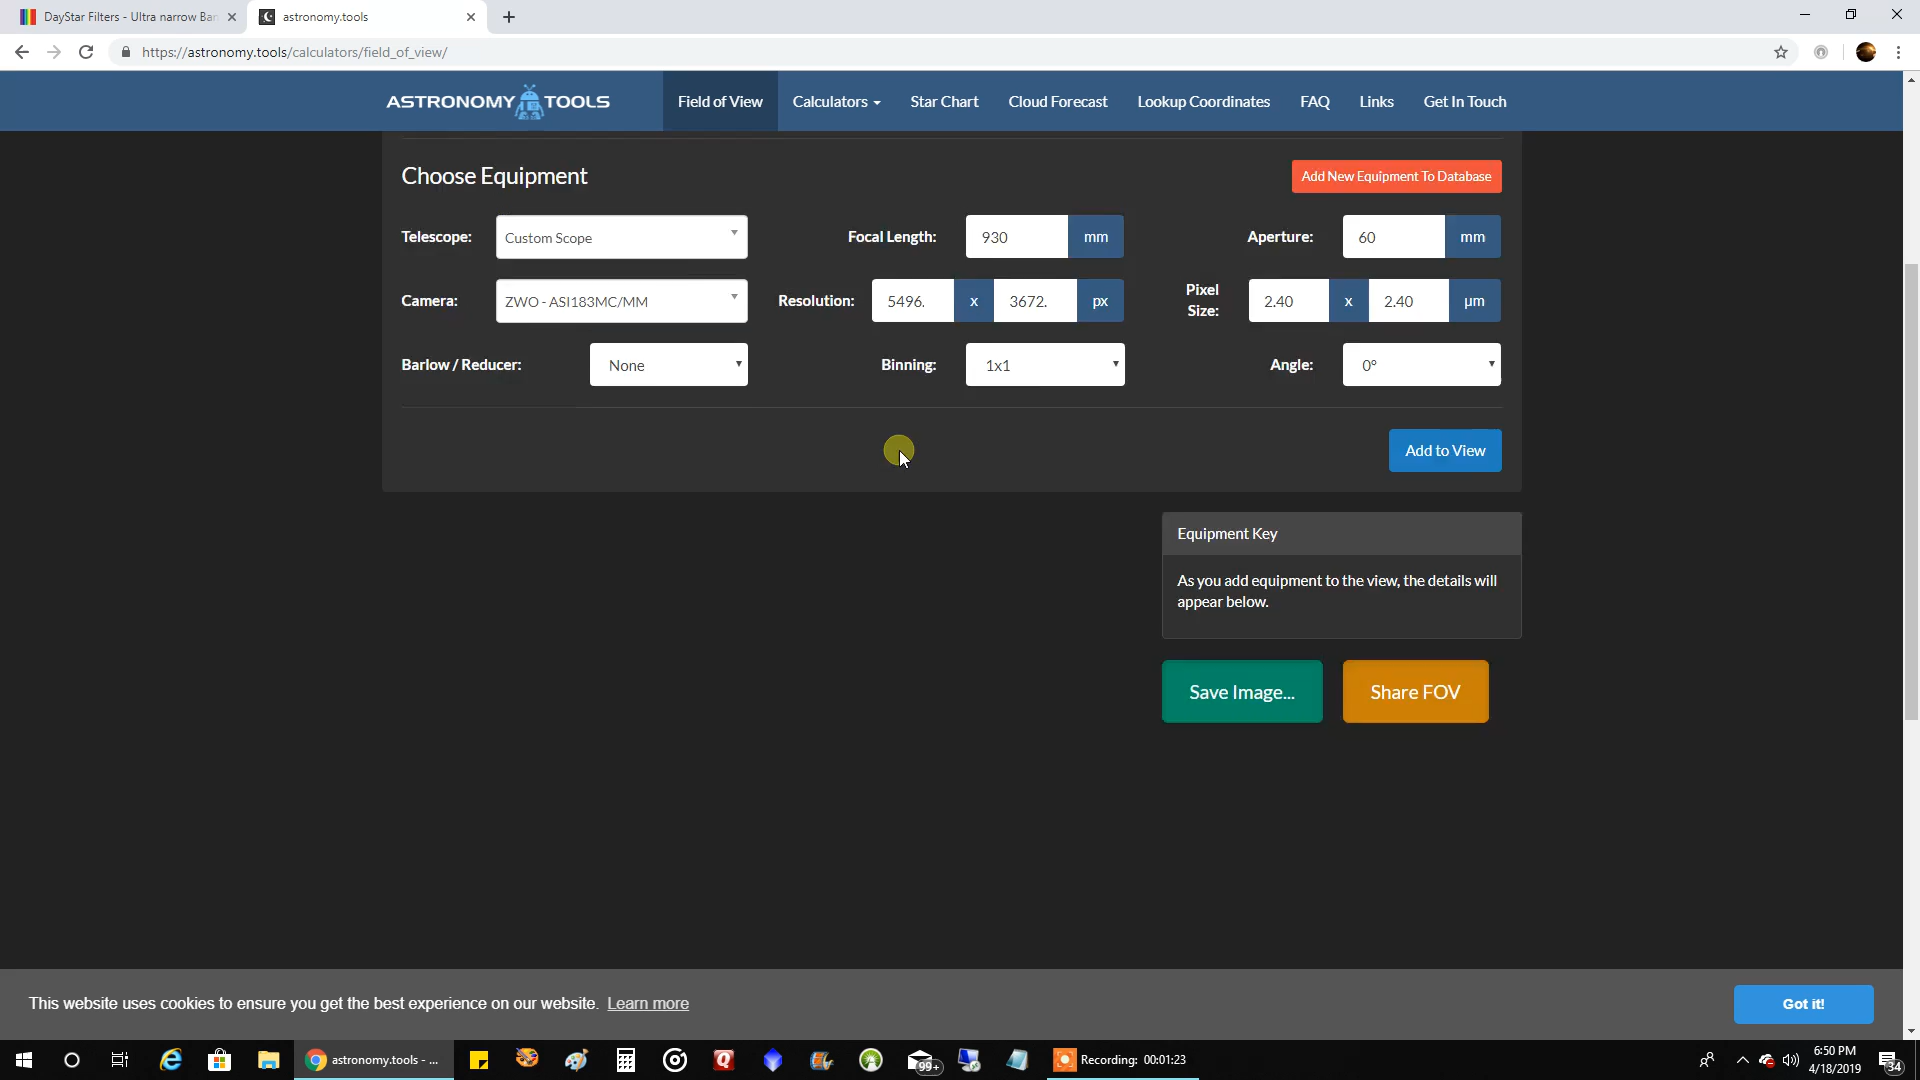 DayStar Filters - Ultra narrow Ban
astronomy.tools
https://astronomy.tools/calculators/field_of_view/
ASTRONOMY TOOLS
Field of View
Calculators
Star Chart
Cloud Forecast
Lookup Coordinates
FAQ
Links
Get In Touch
Choose Equipment
Add New Equipment To Database
Telescope:
Custom Scope
Focal Length:
930
mm
Aperture:
60
mm
Camera:
ZWO - ASI183MC/MM
Resolution:
5496.
x
3672.
px
Pixel
Size:
2.40
x
2.40
µm
Barlow / Reducer:
None
Binning:
1x1
Angle:
0°
Add to View
Equipment Key
As you add equipment to the view, the details will
appear below.
Save Image...
Share FOV
This website uses cookies to ensure you get the best experience on our website. Learn more
Got it!
astronomy.tools - ...
99+
Recording: 00:01:23
6:50 PM
4/18/2019
34